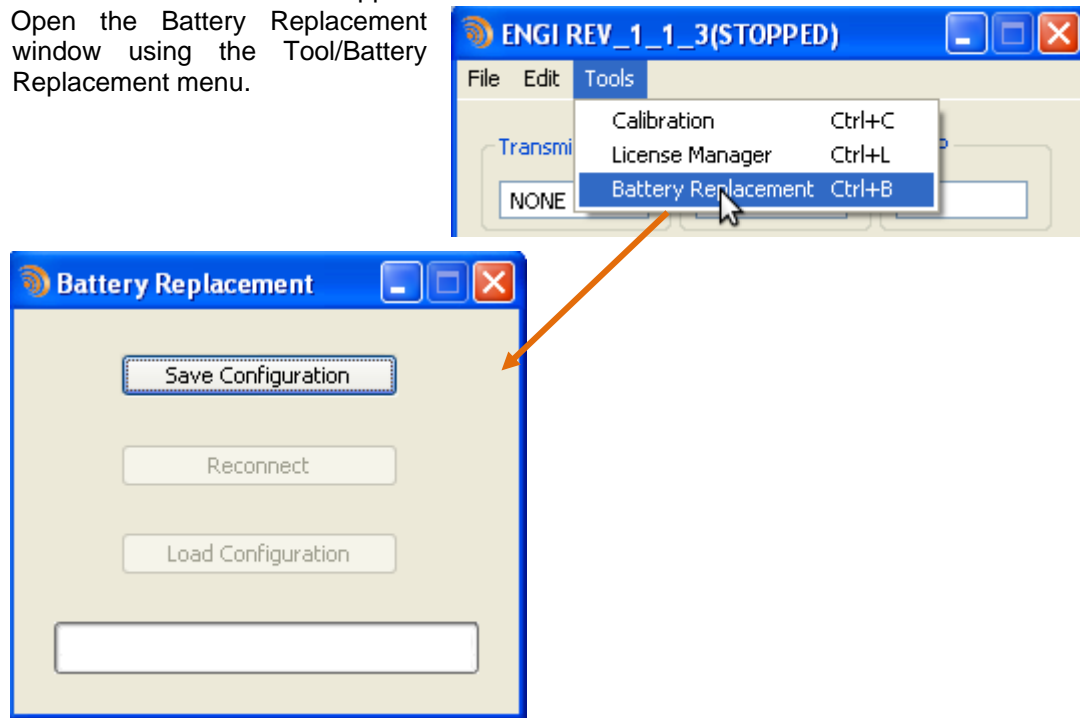 Open the Battery Replacement
window using the Tool/Battery
Replacement menu.
ENGI REV_1_1_3(STOPPED)
File Edit Tools
Calibration Ctrl+C
License Manager Ctrl+L
Battery Replacement Ctrl+B
Transmi
NONE
Battery Replacement
Save Configuration
Reconnect
Load Configuration